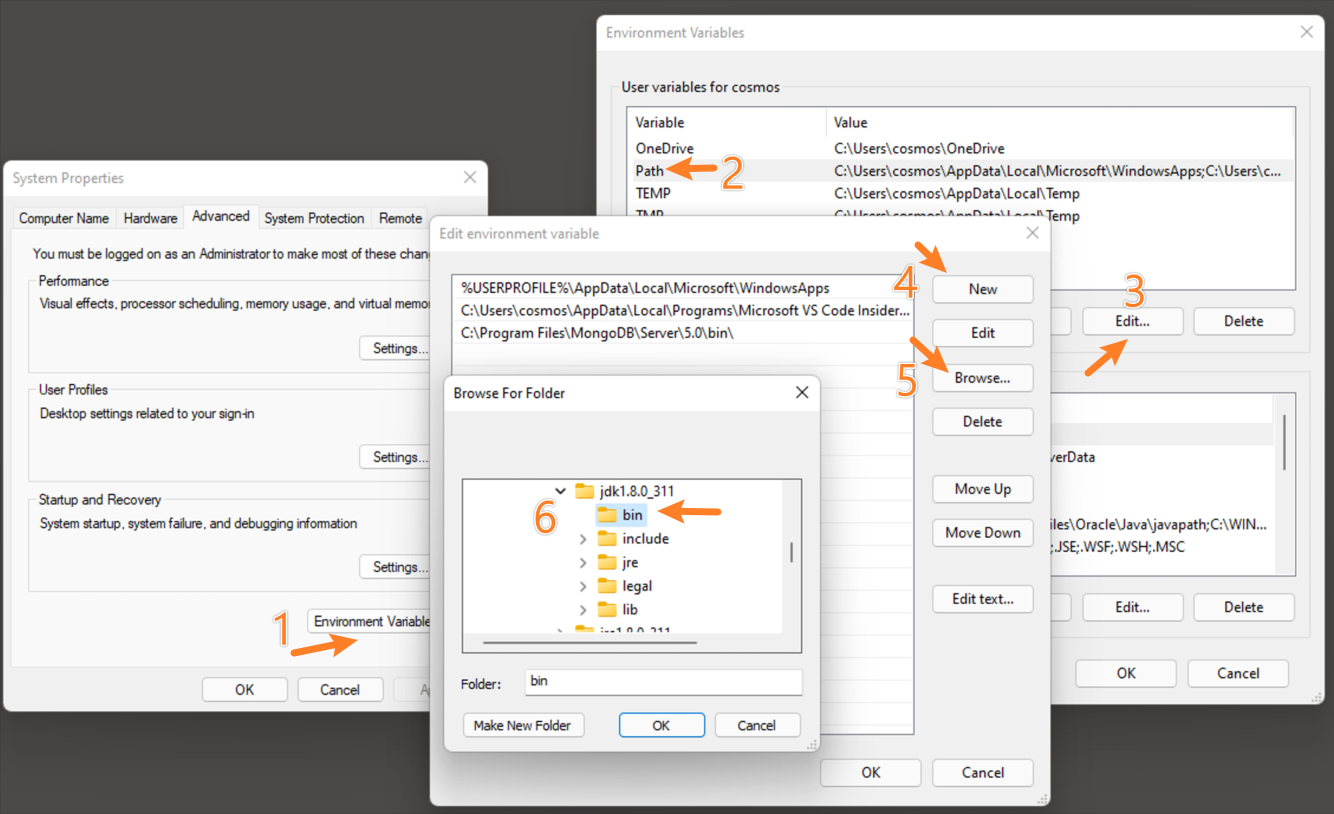 System Properties
Computer Name Hardware Advanced System Protection Remote
You must be logged on as an Administrator to make most of these
Performance
Visual effects, processor scheduling, memory usage, and virtual
Settings...
User Profiles
Desktop settings related to your sign-in
Settings...
Startup and Recovery
System startup, system failure, and debugging information
Settings...
1
Environment
OK Cancel
Environment Variables
User variables for cosmos
Variable Value
OneDrive C:\Users\cosmos\OneDrive
Path C:\Users\cosmos\AppData\Local\Microsoft\WindowsApps;C:\Users\c...
2
TEMP C:\Users\cosmos\AppData\Local\Temp
TMP C:\Users\cosmos\AppData\Local\Temp
3
Edit... Delete
verData
iles\Oracle\Java\javapath;C:\WIN...
;.JSE;.WSF;.WSH;.MSC
Edit... Delete
OK Cancel
Edit environment variable
%USERPROFILE%\AppData\Local\Microsoft\WindowsApps
C:\Users\cosmos\AppData\Local\Programs\Microsoft VS Code Insider...
C:\Program Files\MongoDB\Server\5.0\bin\
4
New
Edit
5
Browse...
Delete
Move Up
Move Down
Edit text...
OK Cancel
Browse For Folder
jdk1.8.0_311
6
bin
include
jre
legal
lib
Folder: bin
Make New Folder OK Cancel